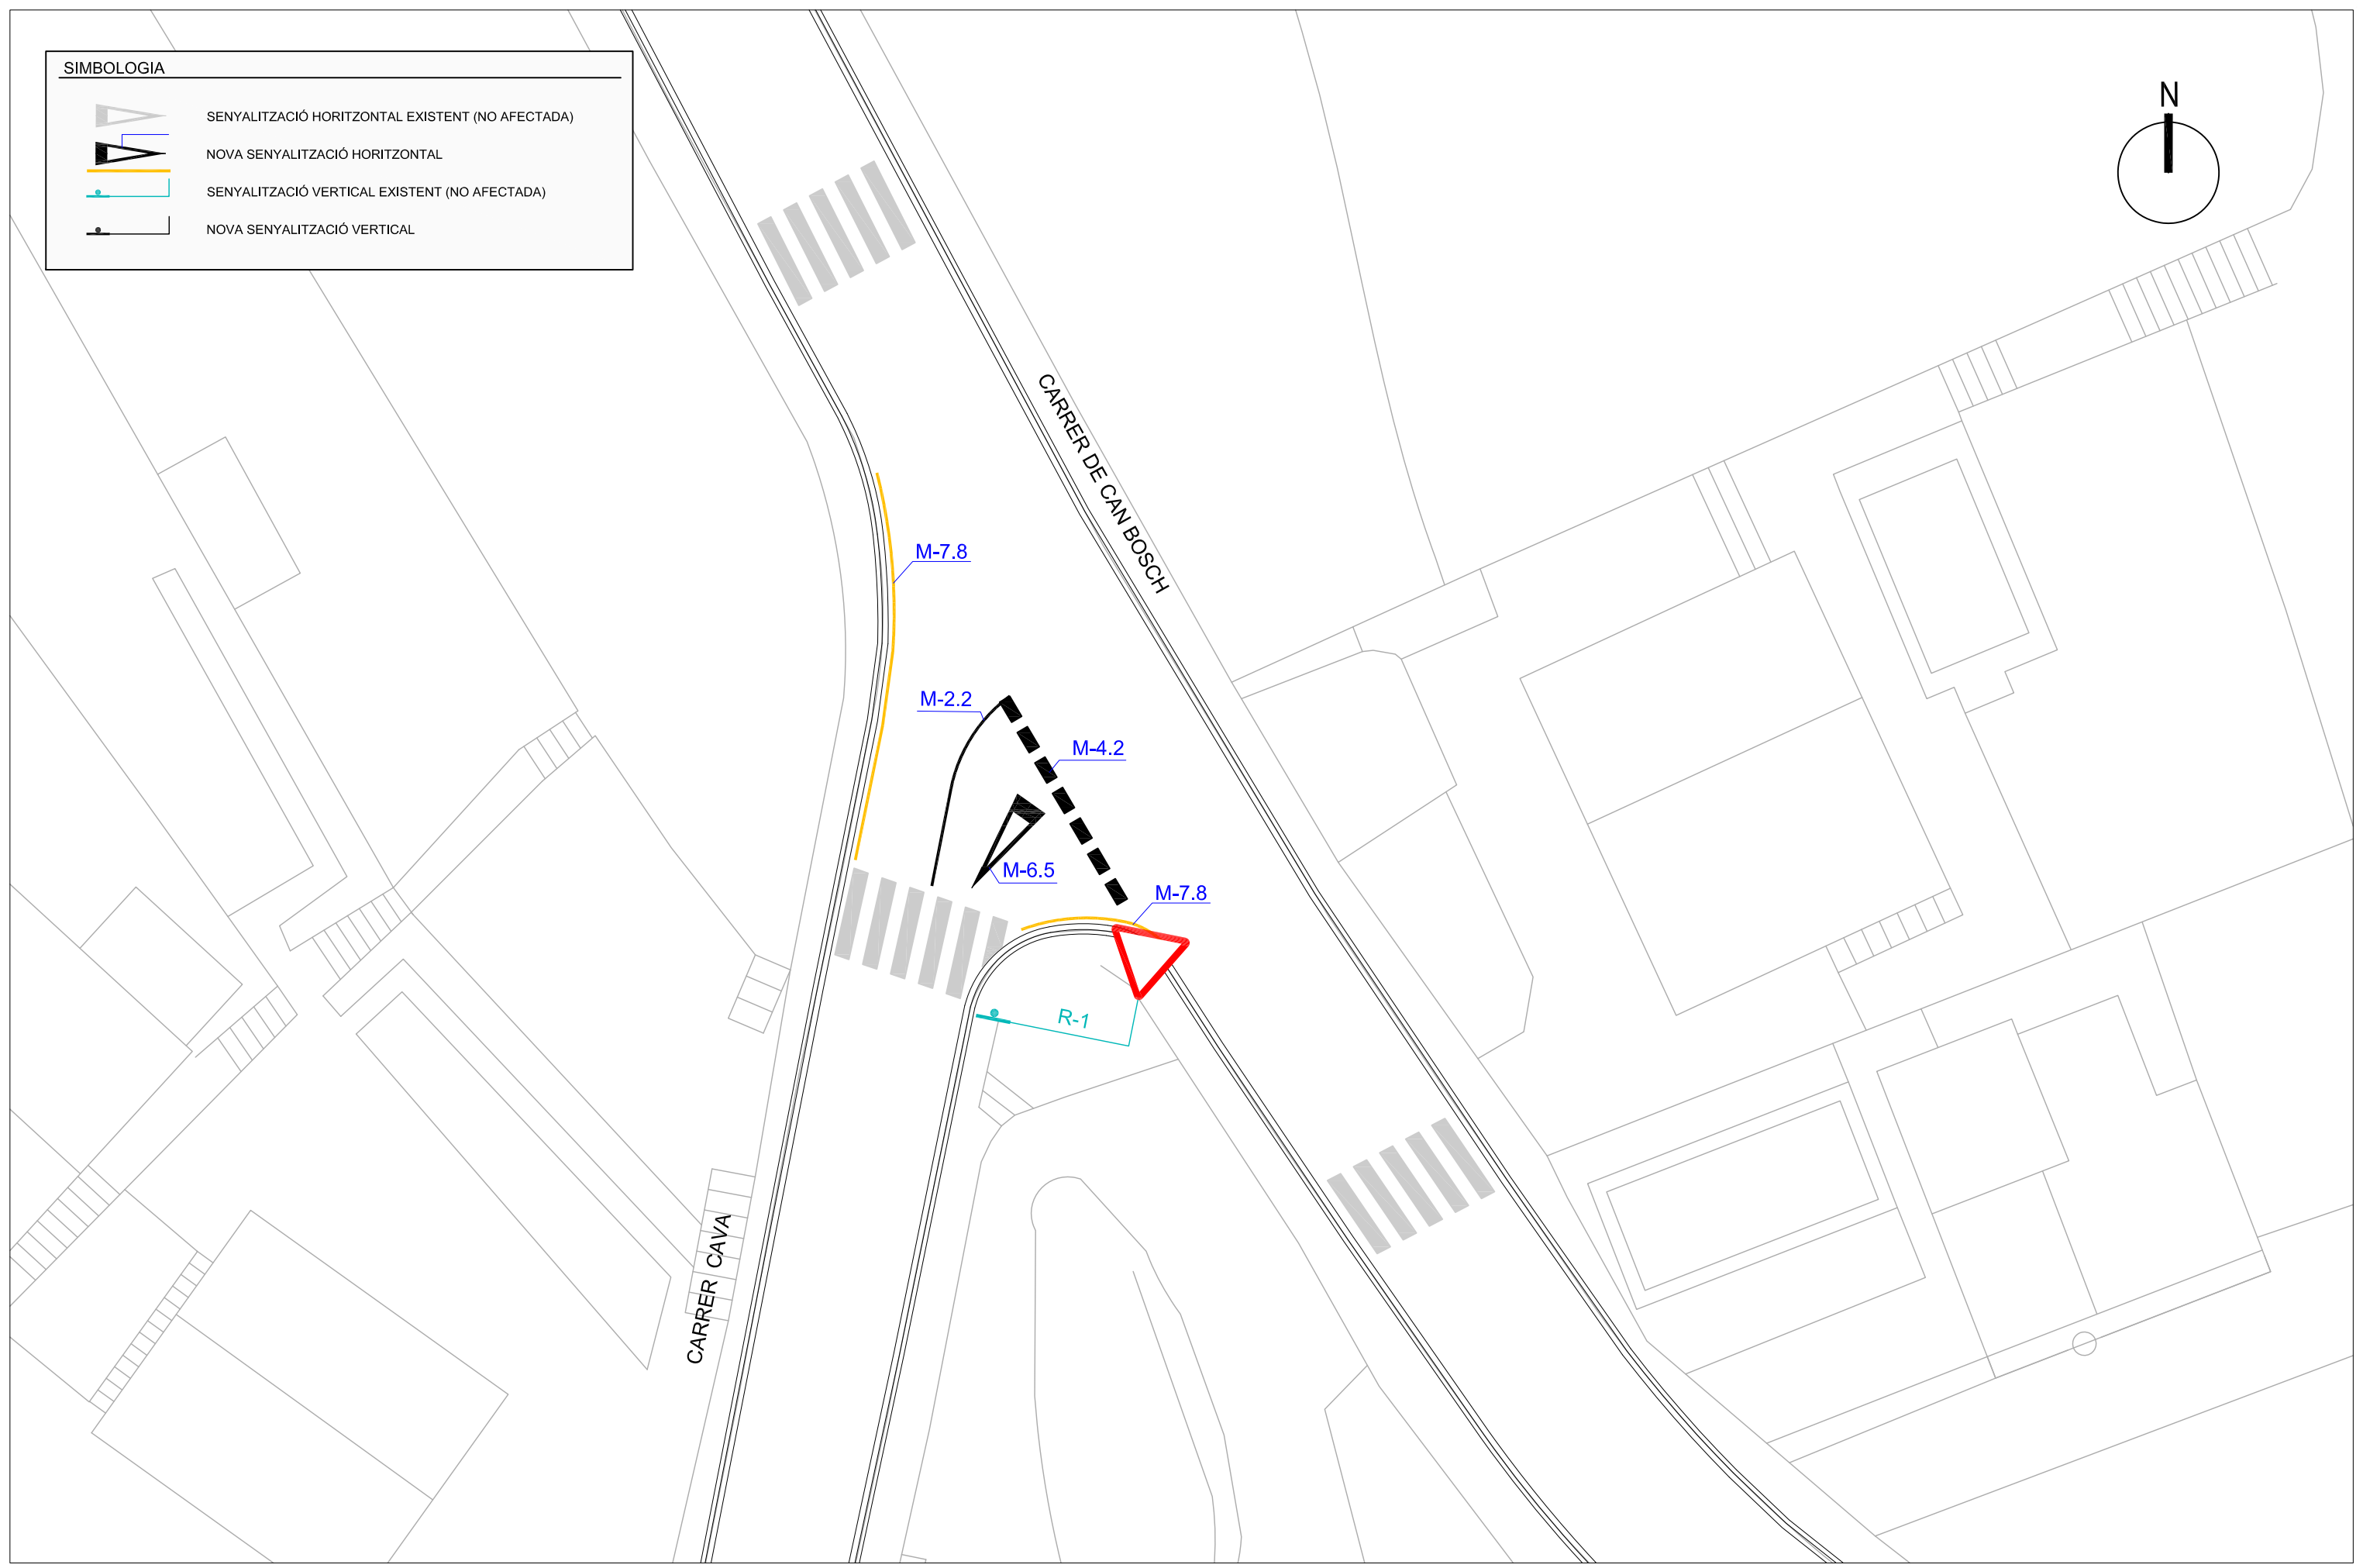 SIMBOLOGIA
SENYALITZACIÓ HORITZONTAL EXISTENT (NO AFECTADA)
NOVA SENYALITZACIÓ HORITZONTAL
SENYALITZACIÓ VERTICAL EXISTENT (NO AFECTADA)
NOVA SENYALITZACIÓ VERTICAL
N
CARRER DE CAN BOSCH
M-7.8
M-2.2
M-4.2
M-6.5
M-7.8
R-1
CARRER CAVA